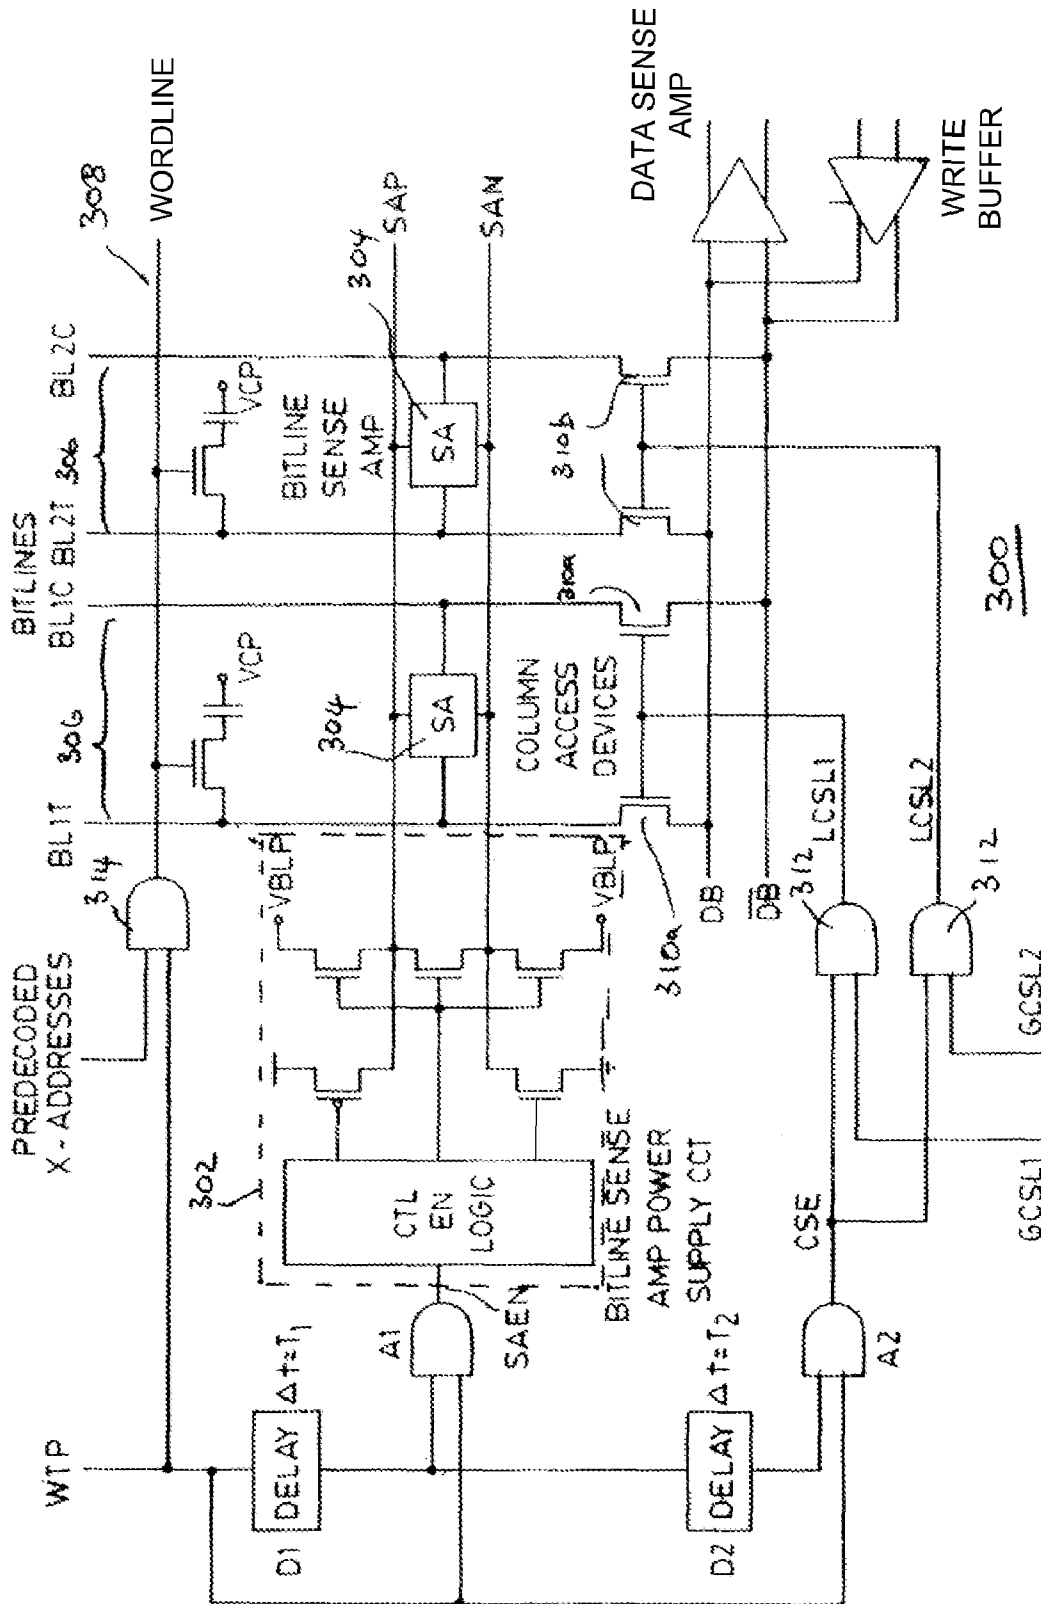 WTP
D1
DELAY
Δt=T1
D2
DELAY
Δt=T2
PREDECODED
X-ADDRESSES
314
302
CTL
EN
LOGIC
A1
SAEN
BITLINE SENSE
AMP POWER
SUPPLY CCT
VBLP
VBLP
A2
CSE
GCSL1
GCSL2
312
312
LCSL1
LCSL2
BITLINES
BL1T
BL1C
BL2T
BL2C
306
306
VCP
VCP
304
SA
BITLINE
SENSE
AMP
SA
304
COLUMN
ACCESS
DEVICES
310a
310a
310b
DB
DB
308
WORDLINE
SAP
SAN
DATA SENSE
AMP
WRITE
BUFFER
300